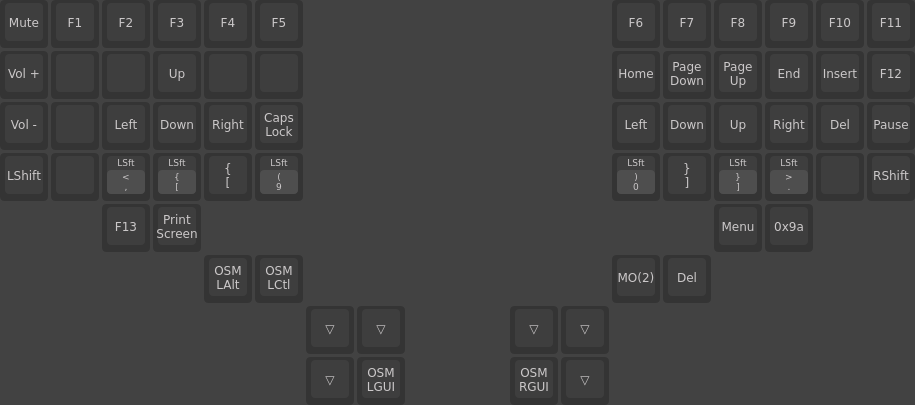 Mute F1 F2 F3 F4 F5 F6 F7 F8 F9 F10 F11
Vol + Up Home Page Down Page Up End Insert F12
Vol - Left Down Right Caps Lock Left Down Up Right Del Pause
LShift LSft < , LSft { [ { [ LSft ( 9 LSft ) 0 } ] LSft } ] LSft > . RShift
F13 Print Screen Menu 0x9a
OSM LAlt OSM LCtl MO(2) Del
▽ ▽ ▽ ▽
▽ OSM LGUI OSM RGUI ▽